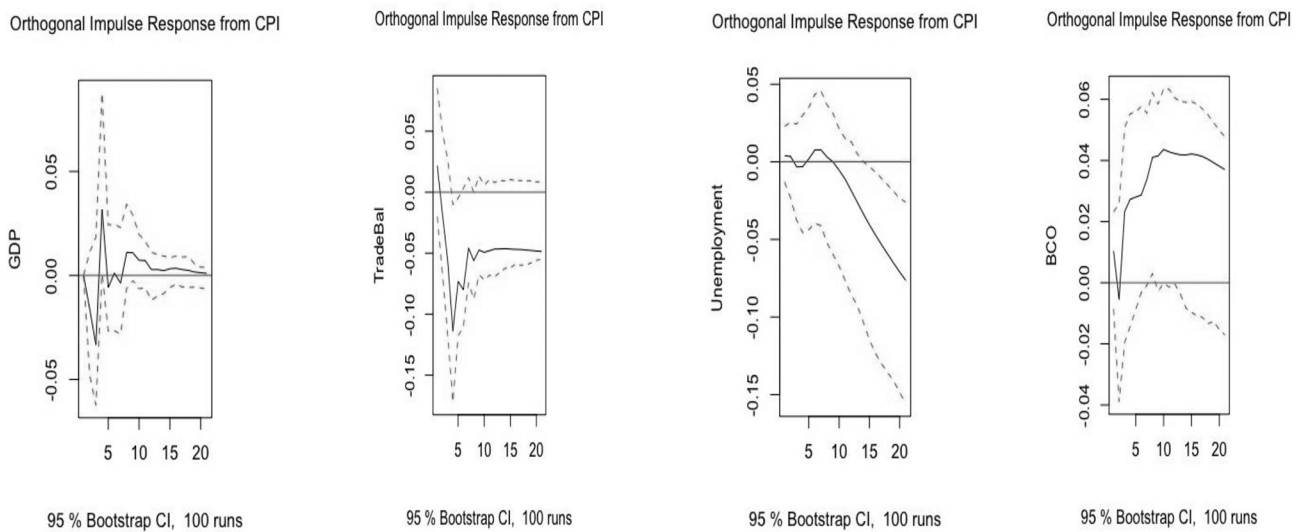 Orthogonal Impulse Response from CPI
GDP
0.05
0.00
-0.05
5 10 15 20
95 % Bootstrap CI, 100 runs
Orthogonal Impulse Response from CPI
TradeBal
0.05
0.00
-0.05
-0.10
-0.15
5 10 15 20
95 % Bootstrap CI, 100 runs
Orthogonal Impulse Response from CPI
Unemployment
0.05
0.00
-0.05
-0.10
-0.15
5 10 15 20
95 % Bootstrap CI, 100 runs
Orthogonal Impulse Response from CPI
BCO
0.06
0.04
0.02
0.00
-0.02
-0.04
5 10 15 20
95 % Bootstrap CI, 100 runs